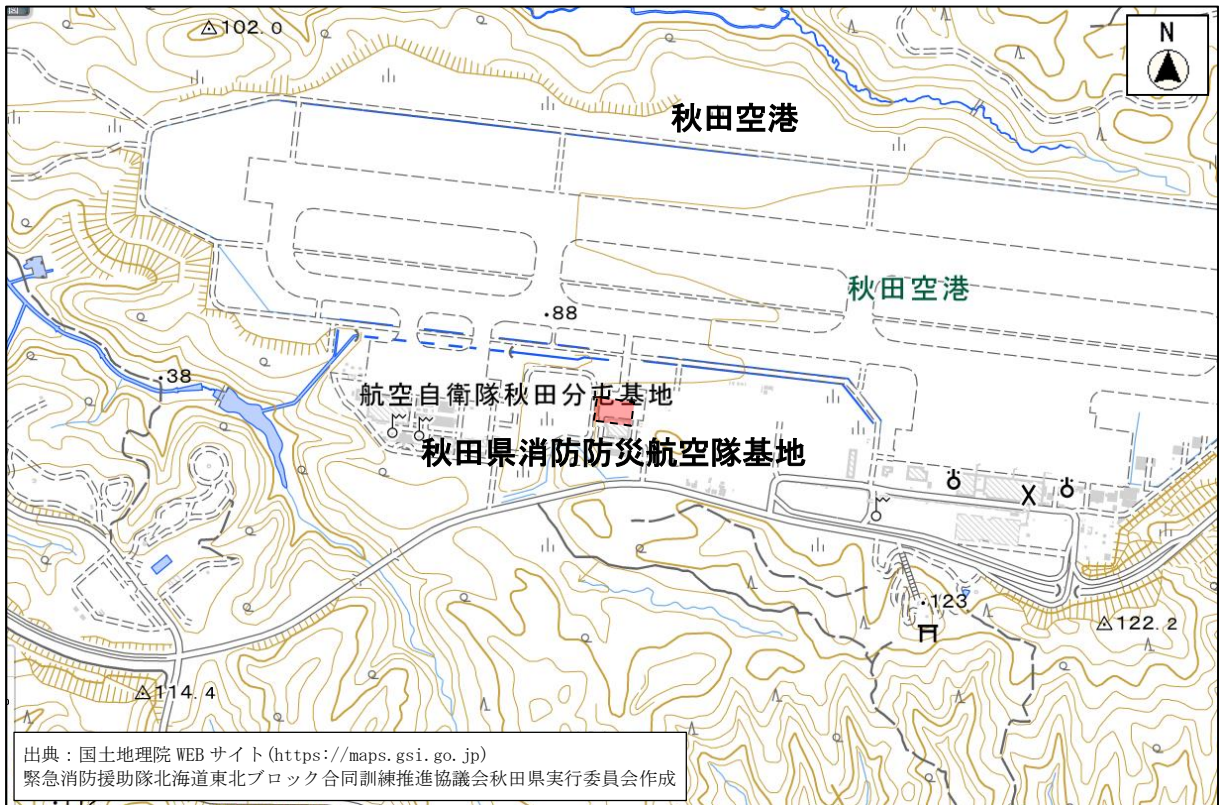 102.0
N
秋田空港
秋田空港
88
38
航空自衛隊秋田分屯基地
秋田県消防防災航空隊基地
123
122.2
114.4
出典：国土地理院 WEB サイト(https://maps.gsi.go.jp)
緊急消防援助隊北海道東北ブロック合同訓練推進協議会秋田県実行委員会作成